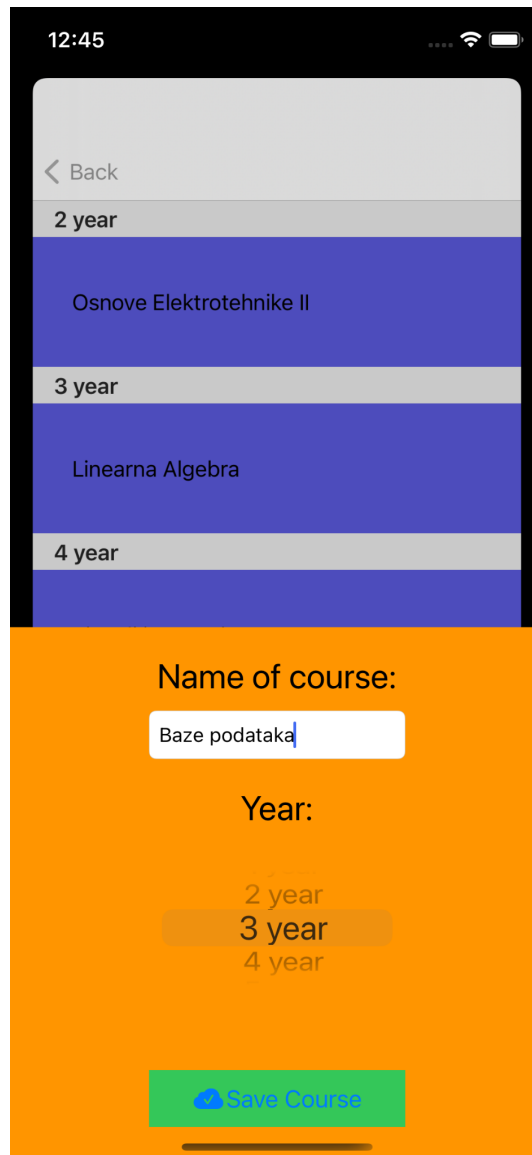 12:45
Back
2 year
Osnove Elektrotehnike II
3 year
Linearna Algebra
4 year
Name of course:
Baze podataka
Year:
2 year
3 year
4 year
Save Course